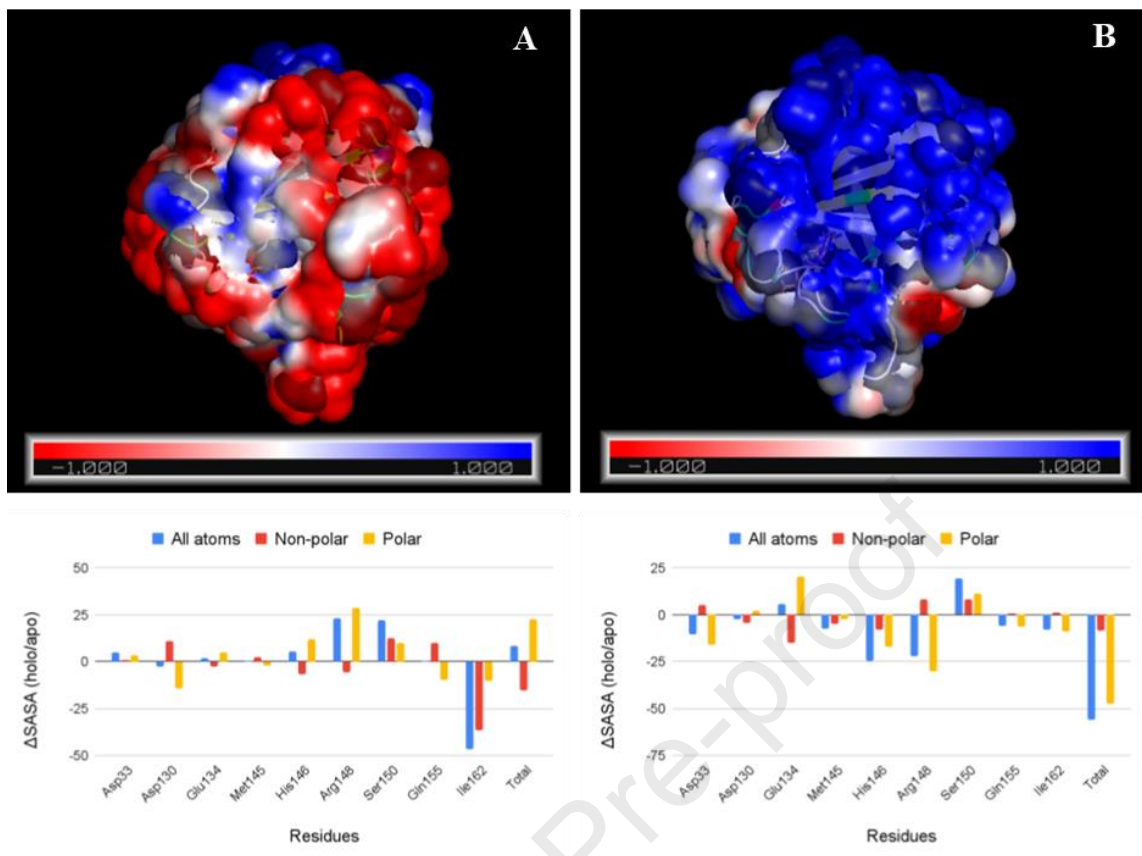 A
B
-1.000 1.000
-1.000 1.000
All atoms Non-polar Polar
50
25
0
-25
-50
ΔSASA (holo/apo)
Asp33 Asp130 Glu134 Met145 His146 Arg148 Ser150 Gln155 Ile162 Total
Residues
All atoms Non-polar Polar
25
0
-25
-50
-75
ΔSASA (holo/apo)
Asp33 Asp130 Glu134 Met145 His146 Arg148 Ser150 Gln155 Ile162 Total
Residues
Pre-proof